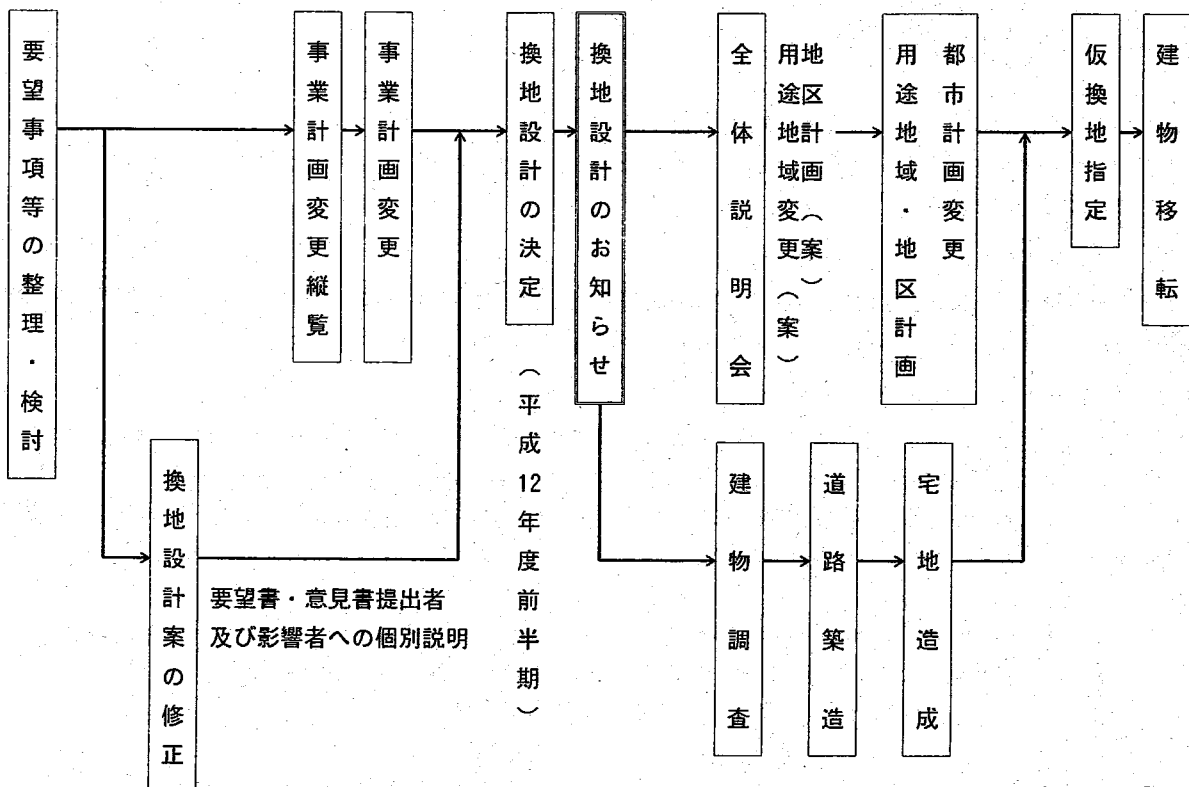 要望事項等の整理・検討
換地設計案の修正
要望書・意見書提出者
及び影響者への個別説明
事業計画変更縦覧
事業計画変更
換地設計の決定
（平成12年度前半期）
換地設計のお知らせ
全体説明会
地区計画（案）
用途地域変更（案）
都市計画変更
用途地域・地区計画
建物調査
道路築造
宅地造成
仮換地指定
建物移転